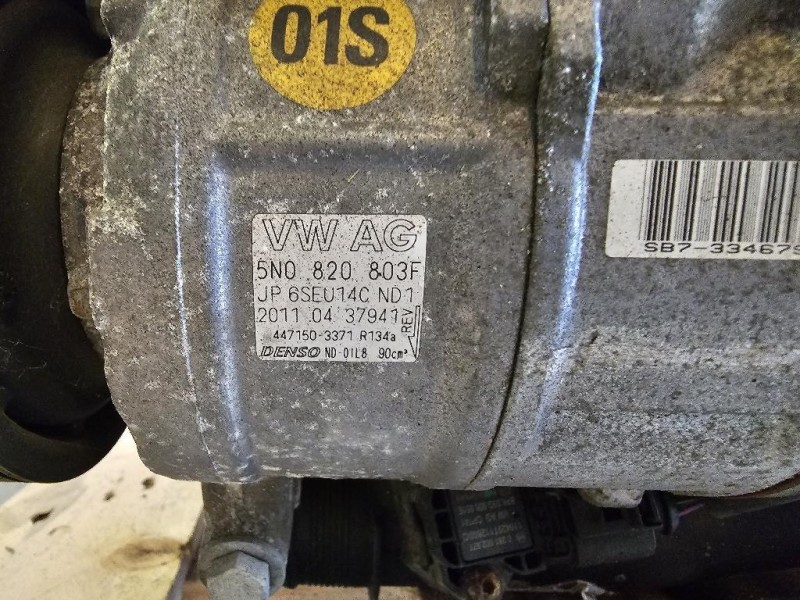 01S
VW AG
5N0 820 803F
JP 6SEU14C ND1
2011 04 37941
REV
447150-3371 R134a
DENSO ND-OIL8 90cm³
SB7-334679